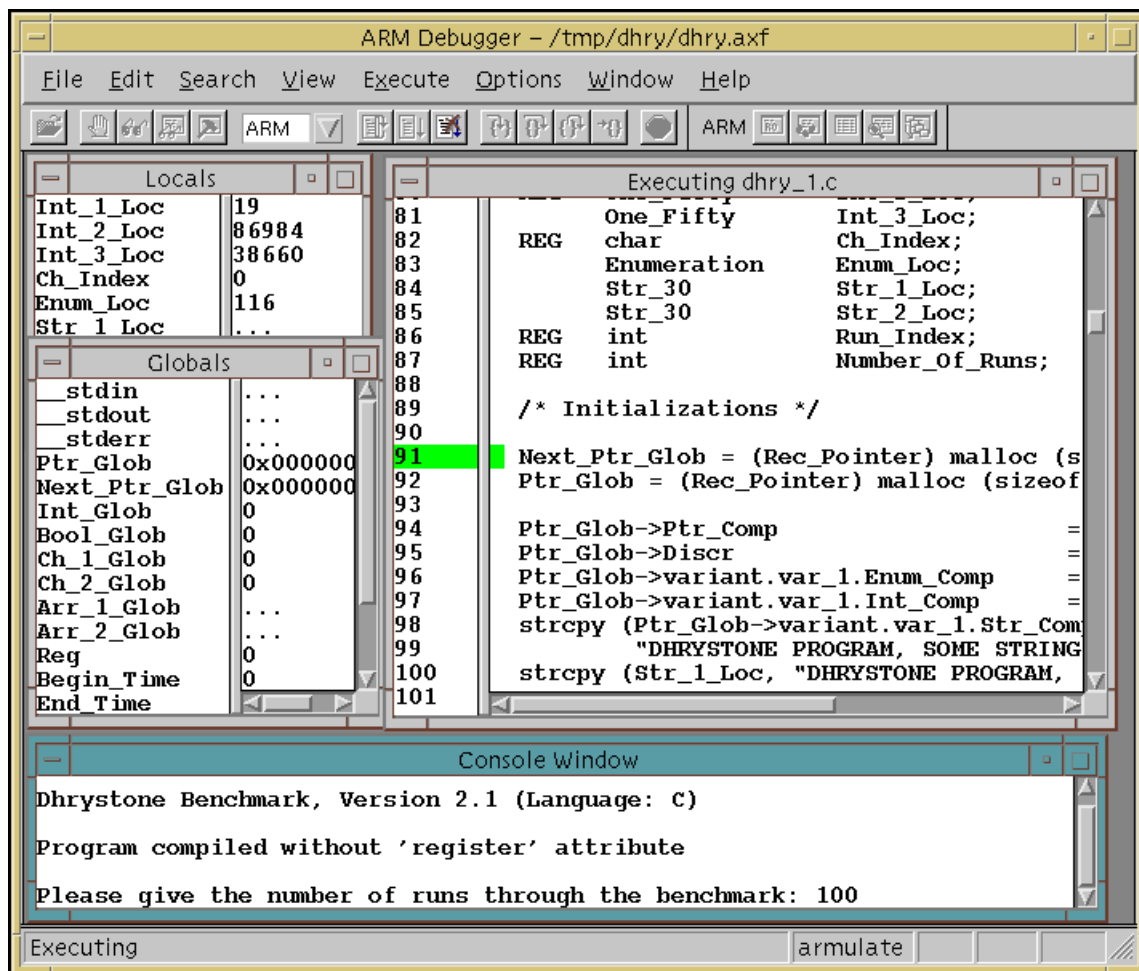 ARM Debugger – /tmp/dhry/dhry.axf
File Edit Search View Execute Options Window Help
ARM ARM
Locals
Int_1_Loc 19
Int_2_Loc 86984
Int_3_Loc 38660
Ch_Index 0
Enum_Loc 116
Str_1_Loc ...
Globals
__stdin ...
__stdout ...
__stderr ...
Ptr_Glob 0x000000
Next_Ptr_Glob 0x000000
Int_Glob 0
Bool_Glob 0
Ch_1_Glob 0
Ch_2_Glob 0
Arr_1_Glob ...
Arr_2_Glob ...
Reg 0
Begin_Time 0
End_Time
Executing dhry_1.c
81 One_Fifty Int_3_Loc;
82 REG char Ch_Index;
83 Enumeration Enum_Loc;
84 Str_30 Str_1_Loc;
85 Str_30 Str_2_Loc;
86 REG int Run_Index;
87 REG int Number_Of_Runs;
88
89 /* Initializations */
90
91 Next_Ptr_Glob = (Rec_Pointer) malloc (s
92 Ptr_Glob = (Rec_Pointer) malloc (sizeof
93
94 Ptr_Glob->Ptr_Comp =
95 Ptr_Glob->Discr =
96 Ptr_Glob->variant.var_1.Enum_Comp =
97 Ptr_Glob->variant.var_1.Int_Comp =
98 strcpy (Ptr_Glob->variant.var_1.Str_Com
99 "DHRYSTONE PROGRAM, SOME STRING
100 strcpy (Str_1_Loc, "DHRYSTONE PROGRAM,
101
Console Window
Dhrystone Benchmark, Version 2.1 (Language: C)
Program compiled without 'register' attribute
Please give the number of runs through the benchmark: 100
Executing armulate